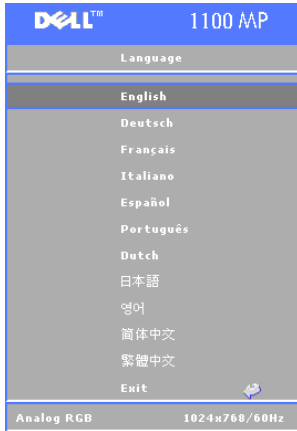 DELL™ 1100 MP
Language
English
Deutsch
Français
Italiano
Español
Português
Dutch
日本語
영어
简体中文
繁體中文
Exit
Analog RGB 1024x768/60Hz